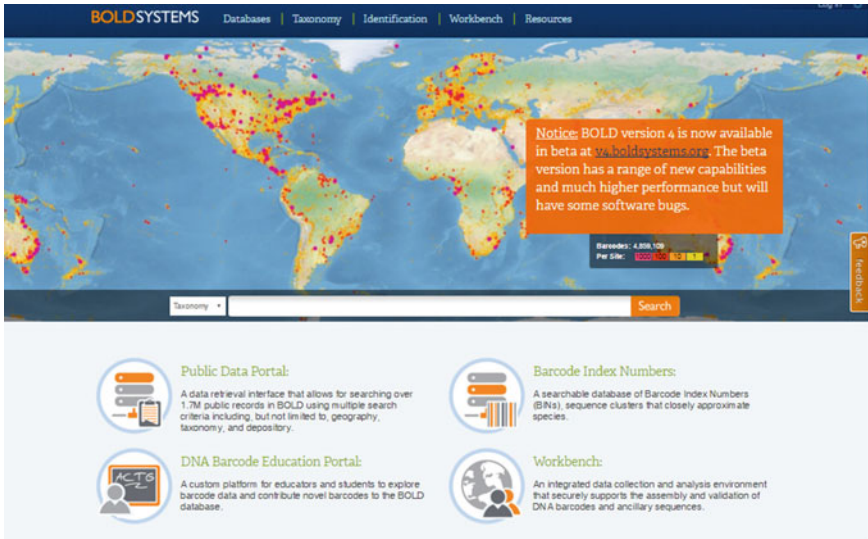 BOLDSYSTEMS Databases | Taxonomy | Identification | Workbench | Resources
Notice: BOLD version 4 is now available
in beta at v4.boldsystems.org. The beta
version has a range of new capabilities
and much higher performance but will
have some software bugs.
Barcodes: 4,859,109
Per Site: 1000 100 10 1
feedback
Taxonomy
Search
Public Data Portal:
A data retrieval interface that allows for searching over
1.7M public records in BOLD using multiple search
criteria including, but not limited to, geography,
taxonomy, and depository.
Barcode Index Numbers:
A searchable database of Barcode Index Numbers
(BINs), sequence clusters that closely approximate
species.
DNA Barcode Education Portal:
ACTG
A custom platform for educators and students to explore
barcode data and contribute novel barcodes to the BOLD
database.
Workbench:
An integrated data collection and analysis environment
that securely supports the assembly and validation of
DNA barcodes and ancillary sequences.